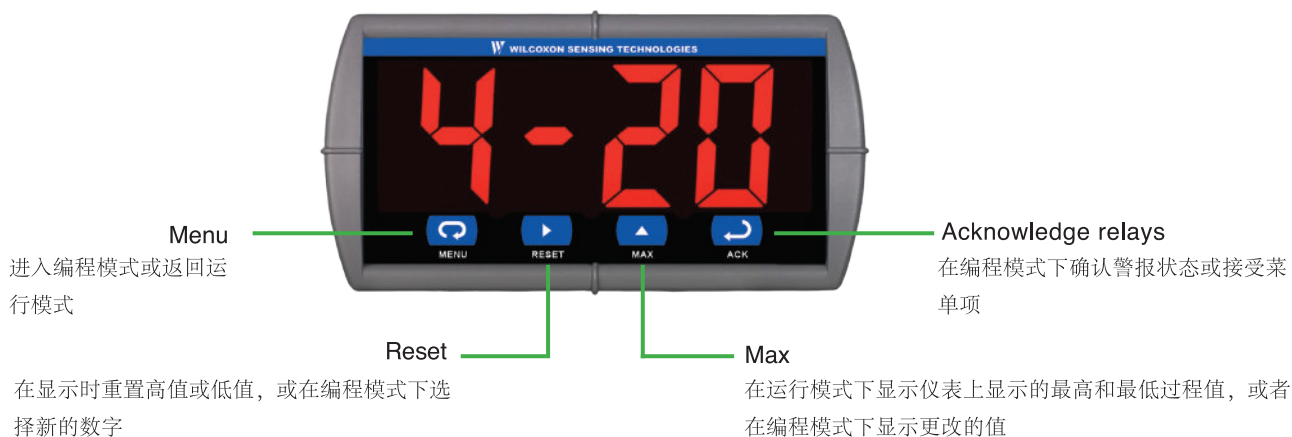 WILCOXON SENSING TECHNOLOGIES
4-20
MENU
RESET
MAX
ACK
Menu
进入编程模式或返回运
行模式
Acknowledge relays
在编程模式下确认警报状态或接受菜
单项
Reset
在显示时重置高值或低值，或在编程模式下选
择新的数字
Max
在运行模式下显示仪表上显示的最高和最低过程值，或者
在编程模式下显示更改的值